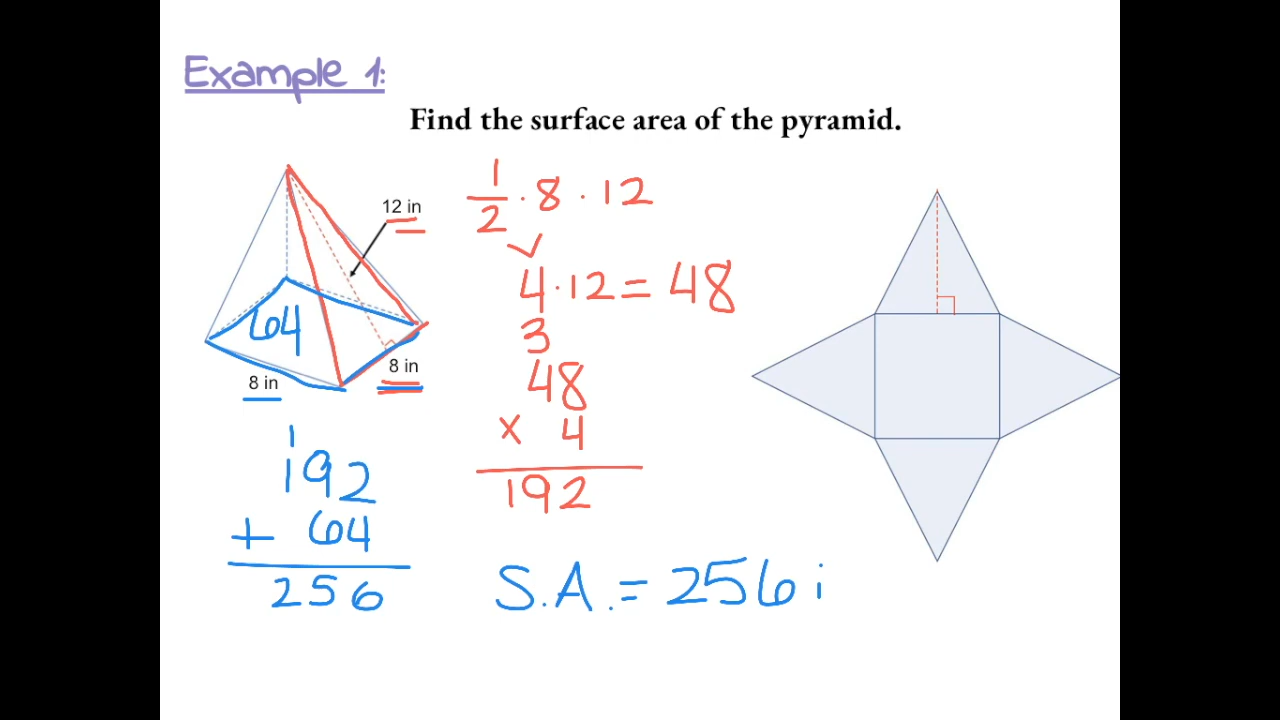 Example 1:
Find the surface area of the pyramid.
12 in
8 in
8 in
64
1/2 · 8 · 12
4 · 12 = 48
3
48
x 4
192
1
192
+ 64
256
S.A. = 256 i